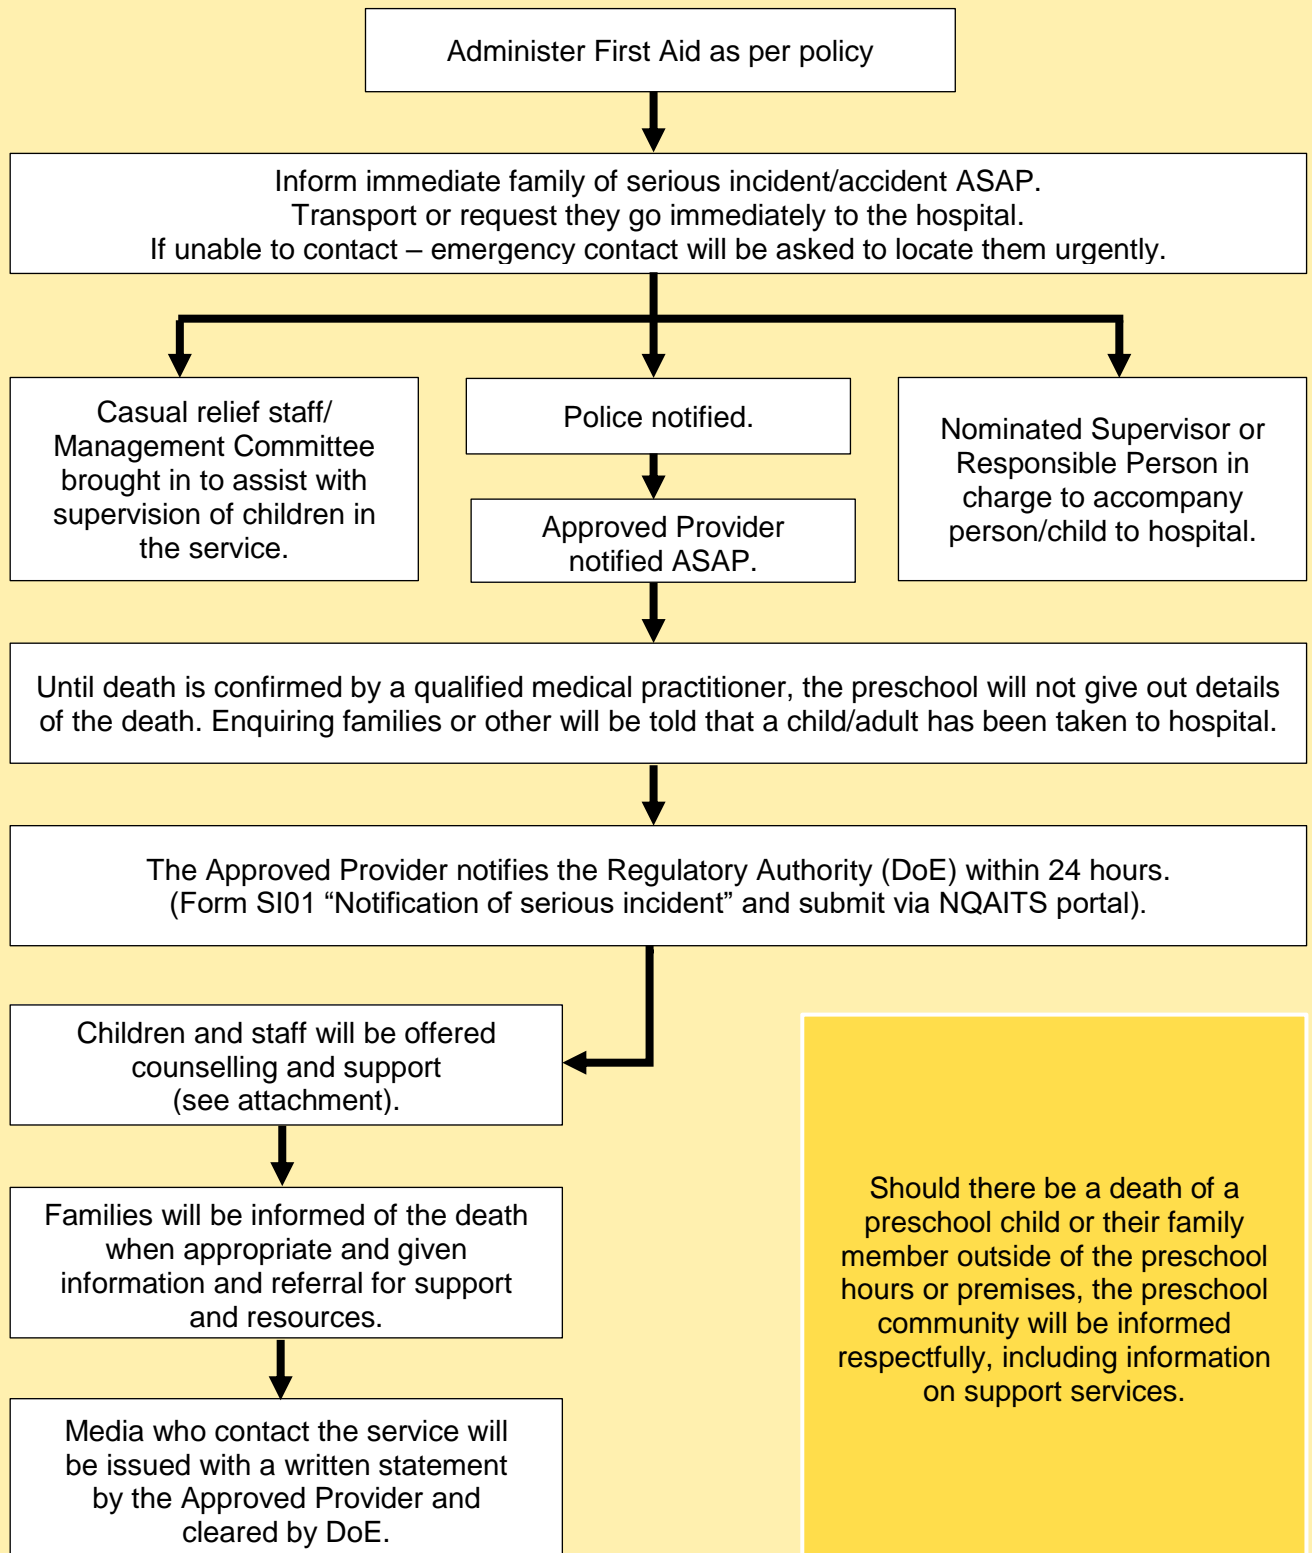 Administer First Aid as per policy
Inform immediate family of serious incident/accident ASAP.
Transport or request they go immediately to the hospital.
If unable to contact – emergency contact will be asked to locate them urgently.
Casual relief staff/
Management Committee
brought in to assist with
supervision of children in
the service.
Police notified.
Approved Provider
notified ASAP.
Nominated Supervisor or
Responsible Person in
charge to accompany
person/child to hospital.
Until death is confirmed by a qualified medical practitioner, the preschool will not give out details
of the death. Enquiring families or other will be told that a child/adult has been taken to hospital.
The Approved Provider notifies the Regulatory Authority (DoE) within 24 hours.
(Form SI01 “Notification of serious incident” and submit via NQAITS portal).
Children and staff will be offered
counselling and support
(see attachment).
Families will be informed of the death
when appropriate and given
information and referral for support
and resources.
Media who contact the service will
be issued with a written statement
by the Approved Provider and
cleared by DoE.
Should there be a death of a
preschool child or their family
member outside of the preschool
hours or premises, the preschool
community will be informed
respectfully, including information
on support services.